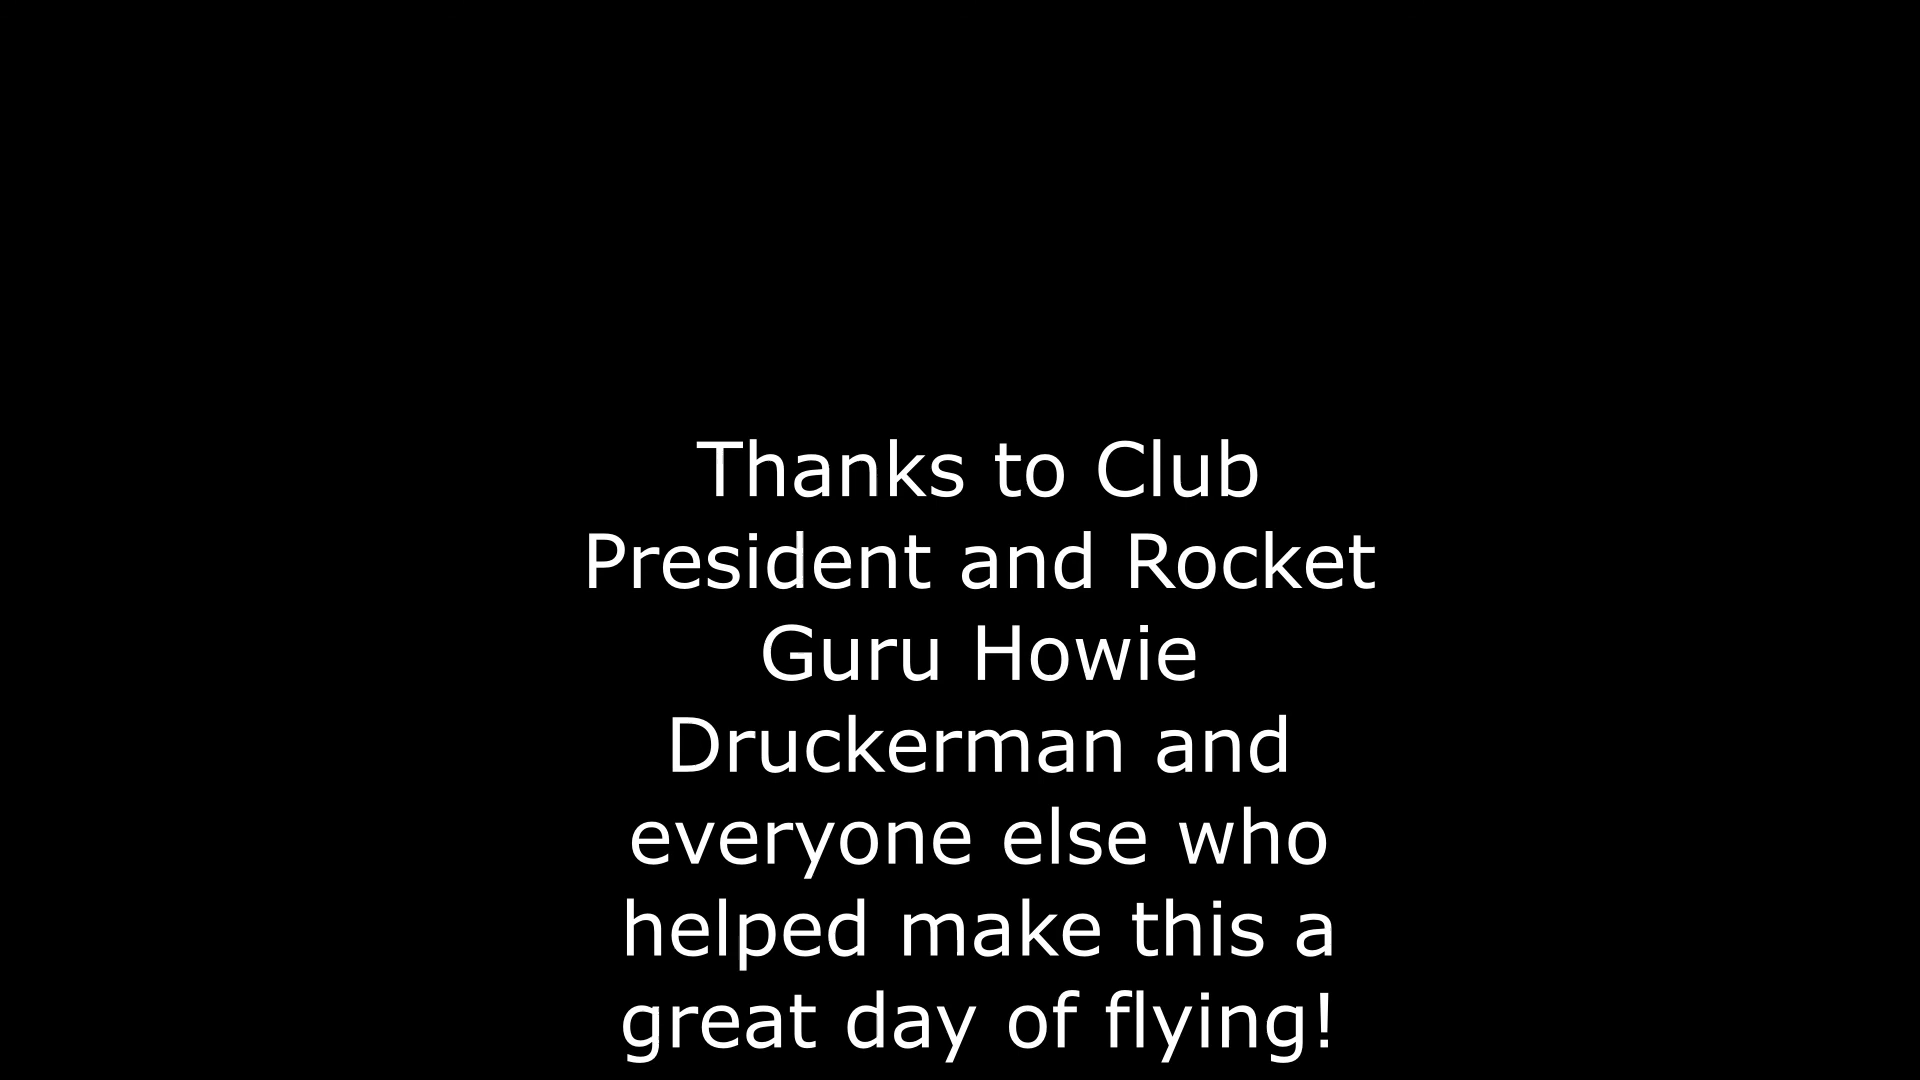 Thanks to Club
President and Rocket
Guru Howie
Druckerman and
everyone else who
helped make this a
great day of flying!